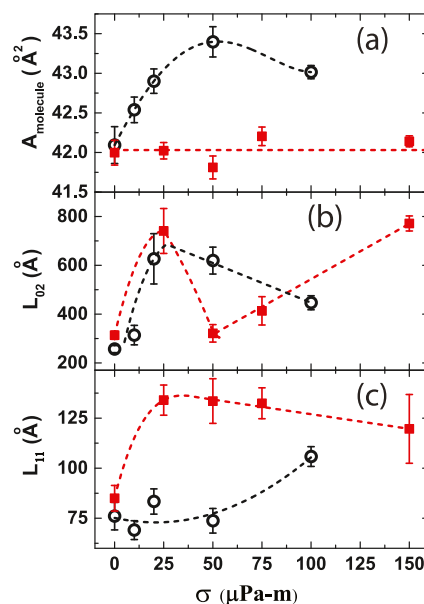 43.5
43.0
42.5
42.0
41.5
A molecule ( Å²)
(a)
800
600
400
200
L02 (Å)
(b)
125
100
75
L11 (Å)
(c)
0 25 50 75 100 125 150
σ (μPa-m)